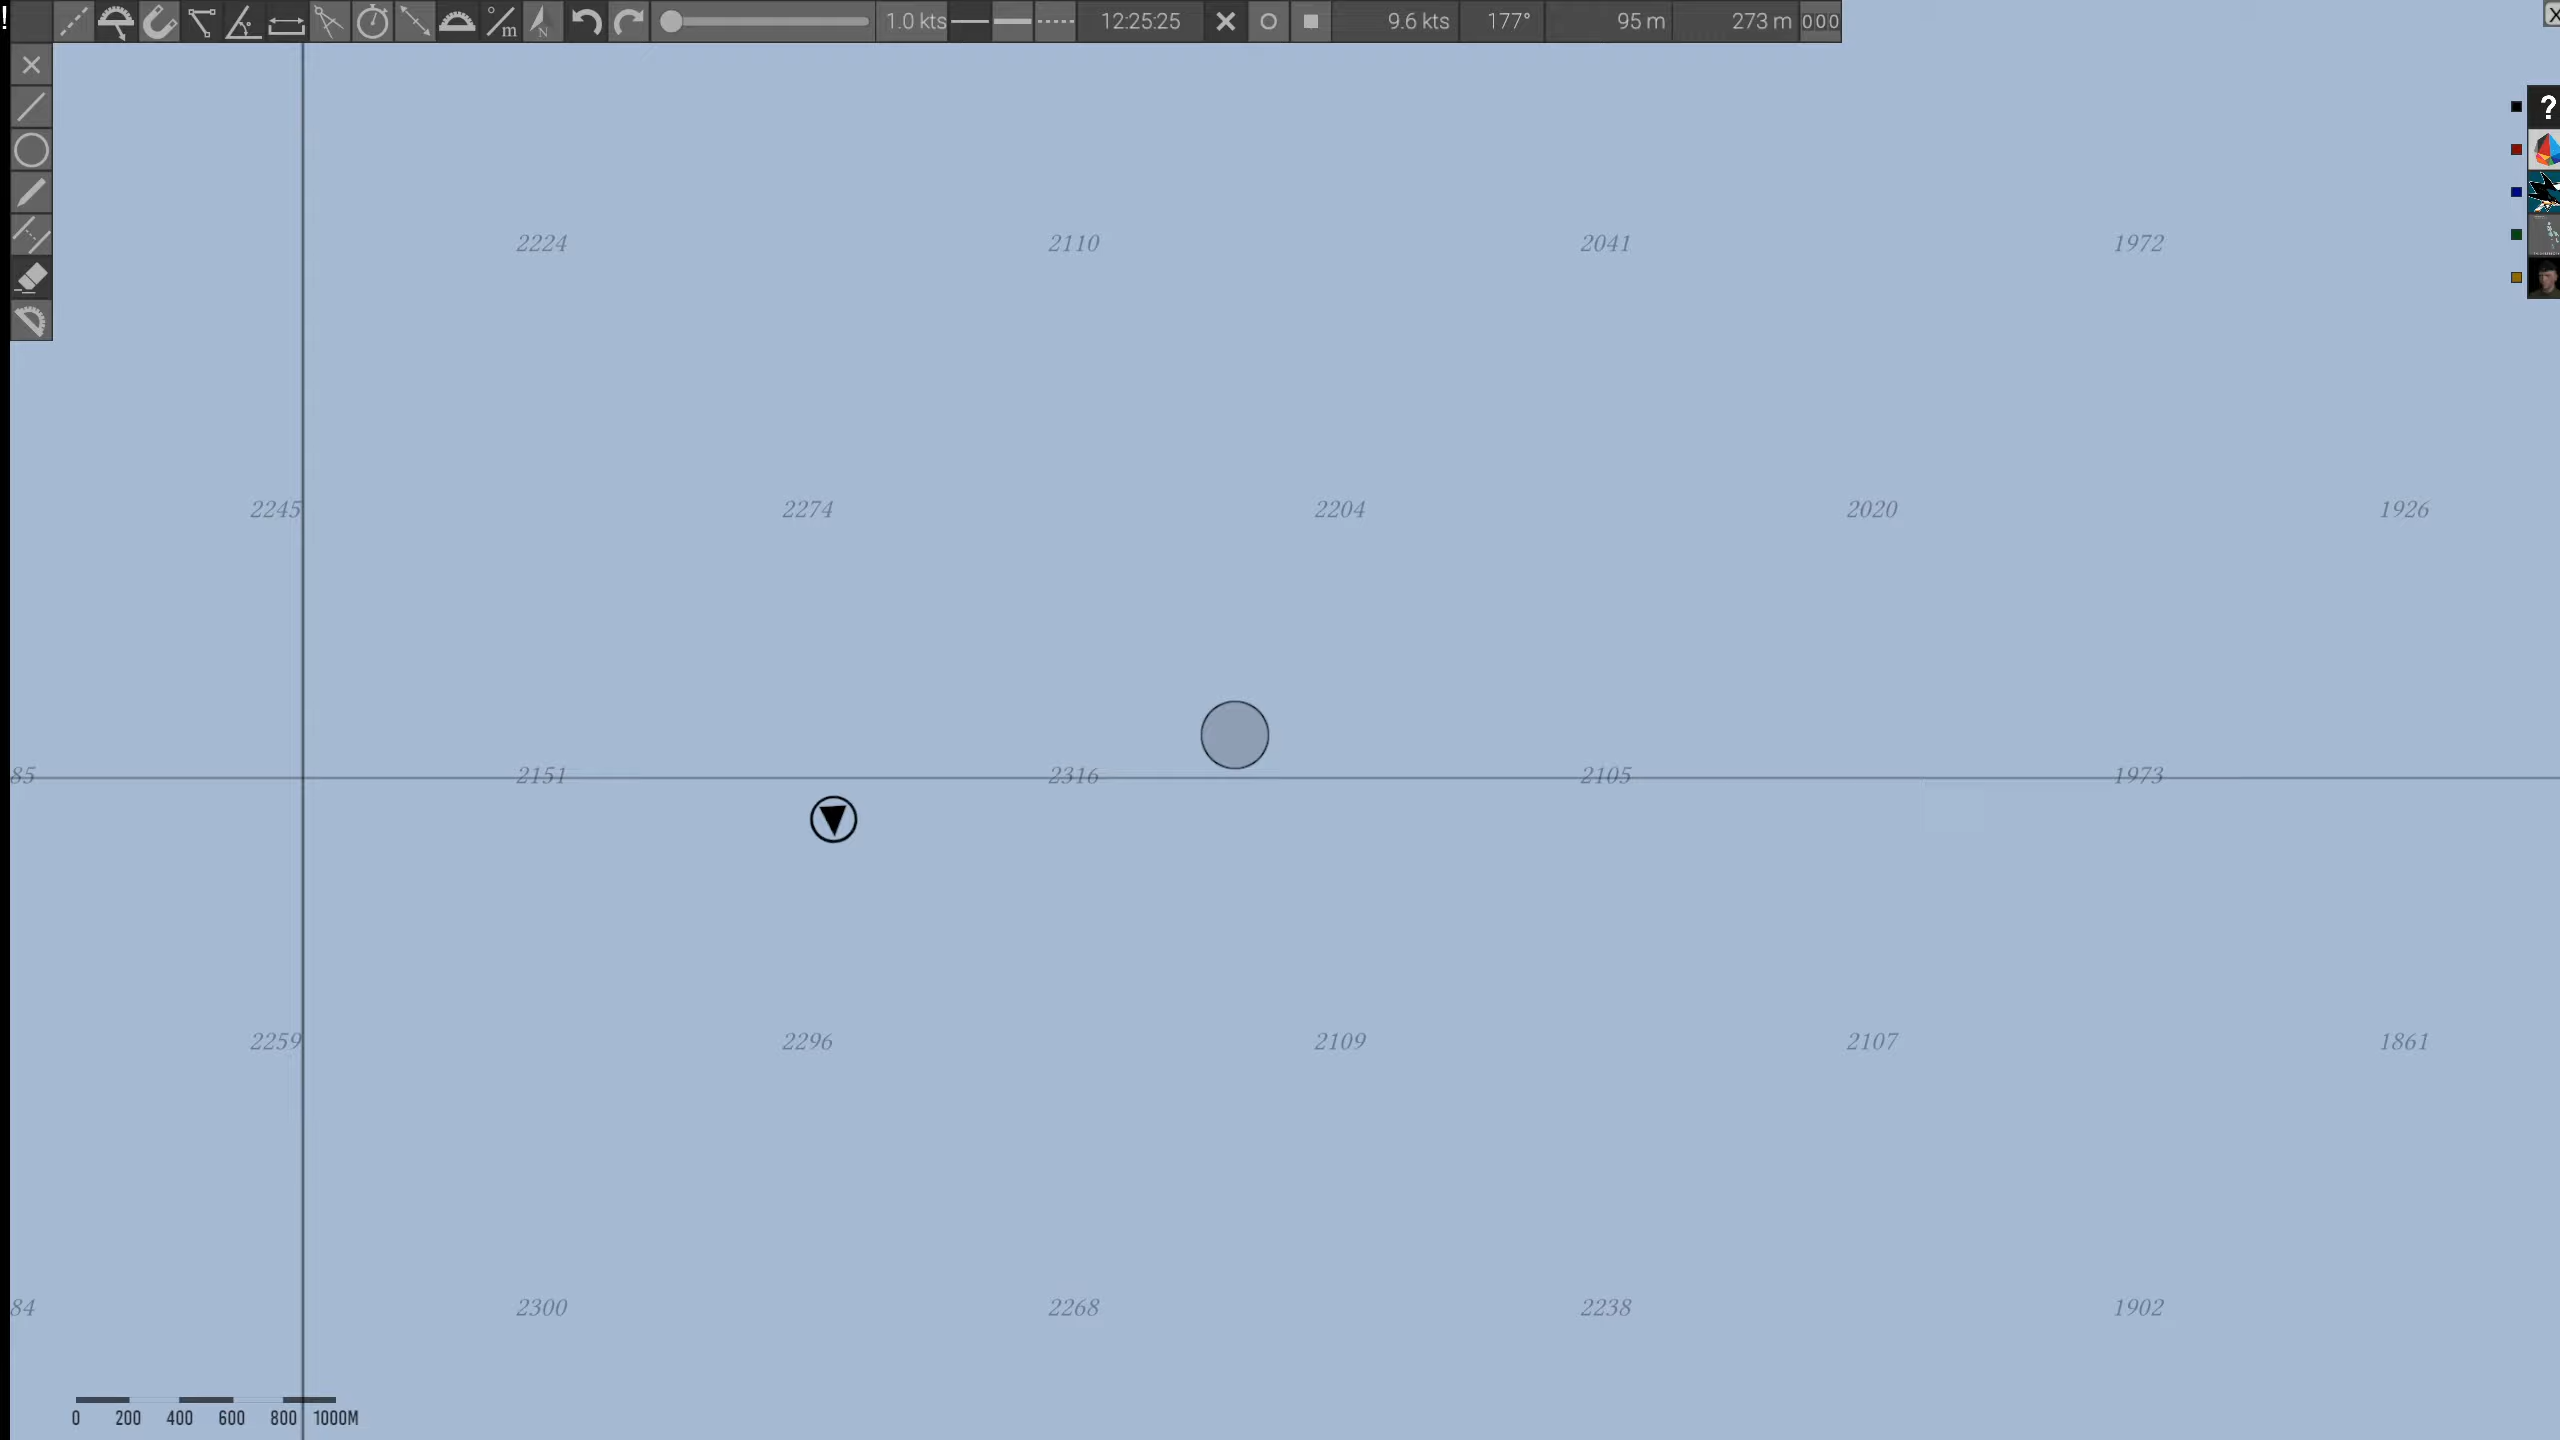 !
m N 1.0 kts 12:25:25 9.6 kts 177° 95 m 273 m 000 X
?
2224 2110 2041 1972
2245 2274 2204 2020 1926
85 2151 2316 2105 1973
2259 2296 2109 2107 1861
84 2300 2268 2238 1902
0 200 400 600 800 1000M